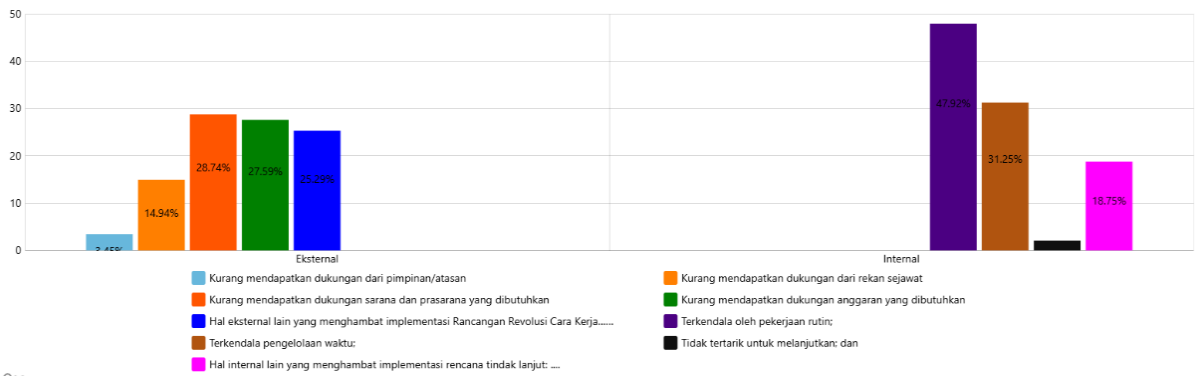 50
40
30
20
10
0
3.45%
14.94%
28.74%
27.59%
25.29%
47.92%
31.25%
18.75%
Eksternal
Internal
Kurang mendapatkan dukungan dari pimpinan/atasan
Kurang mendapatkan dukungan dari rekan sejawat
Kurang mendapatkan dukungan sarana dan prasarana yang dibutuhkan
Kurang mendapatkan dukungan anggaran yang dibutuhkan
Hal eksternal lain yang menghambat implementasi Rancangan Revolusi Cara Kerja......
Terkendala oleh pekerjaan rutin;
Terkendala pengelolaan waktu;
Tidak tertarik untuk melanjutkan; dan
Hal internal lain yang menghambat implementasi rencana tindak lanjut: ....